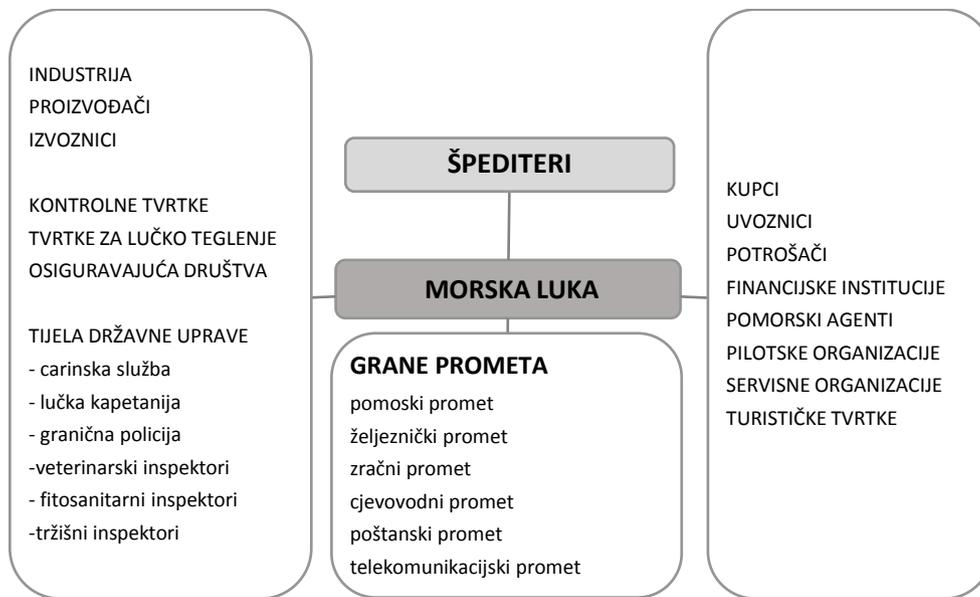 INDUSTRIJA
PROIZVOĐAČI
IZVOZNICI
KONTROLNE TVRTKE
TVRTKE ZA LUČKO TEGLENJE
OSIGURAVAJUĆA DRUŠTVA
TIJELA DRŽAVNE UPRAVE
- carinska služba
- lučka kapetanija
- granična policija
-veterinarski inspektori
- fitosanitarni inspektori
-tržišni inspektori
ŠPEDITERI
MORSKA LUKA
GRANE PROMETA
pomoski promet
željeznički promet
zračni promet
cjevovodni promet
poštanski promet
telekomunikacijski promet
KUPCI
UVOZNICI
POTROŠAČI
FINANCIJSKE INSTITUCIJE
POMORSKI AGENTI
PILOTSKE ORGANIZACIJE
SERVISNE ORGANIZACIJE
TURISTIČKE TVRTKE